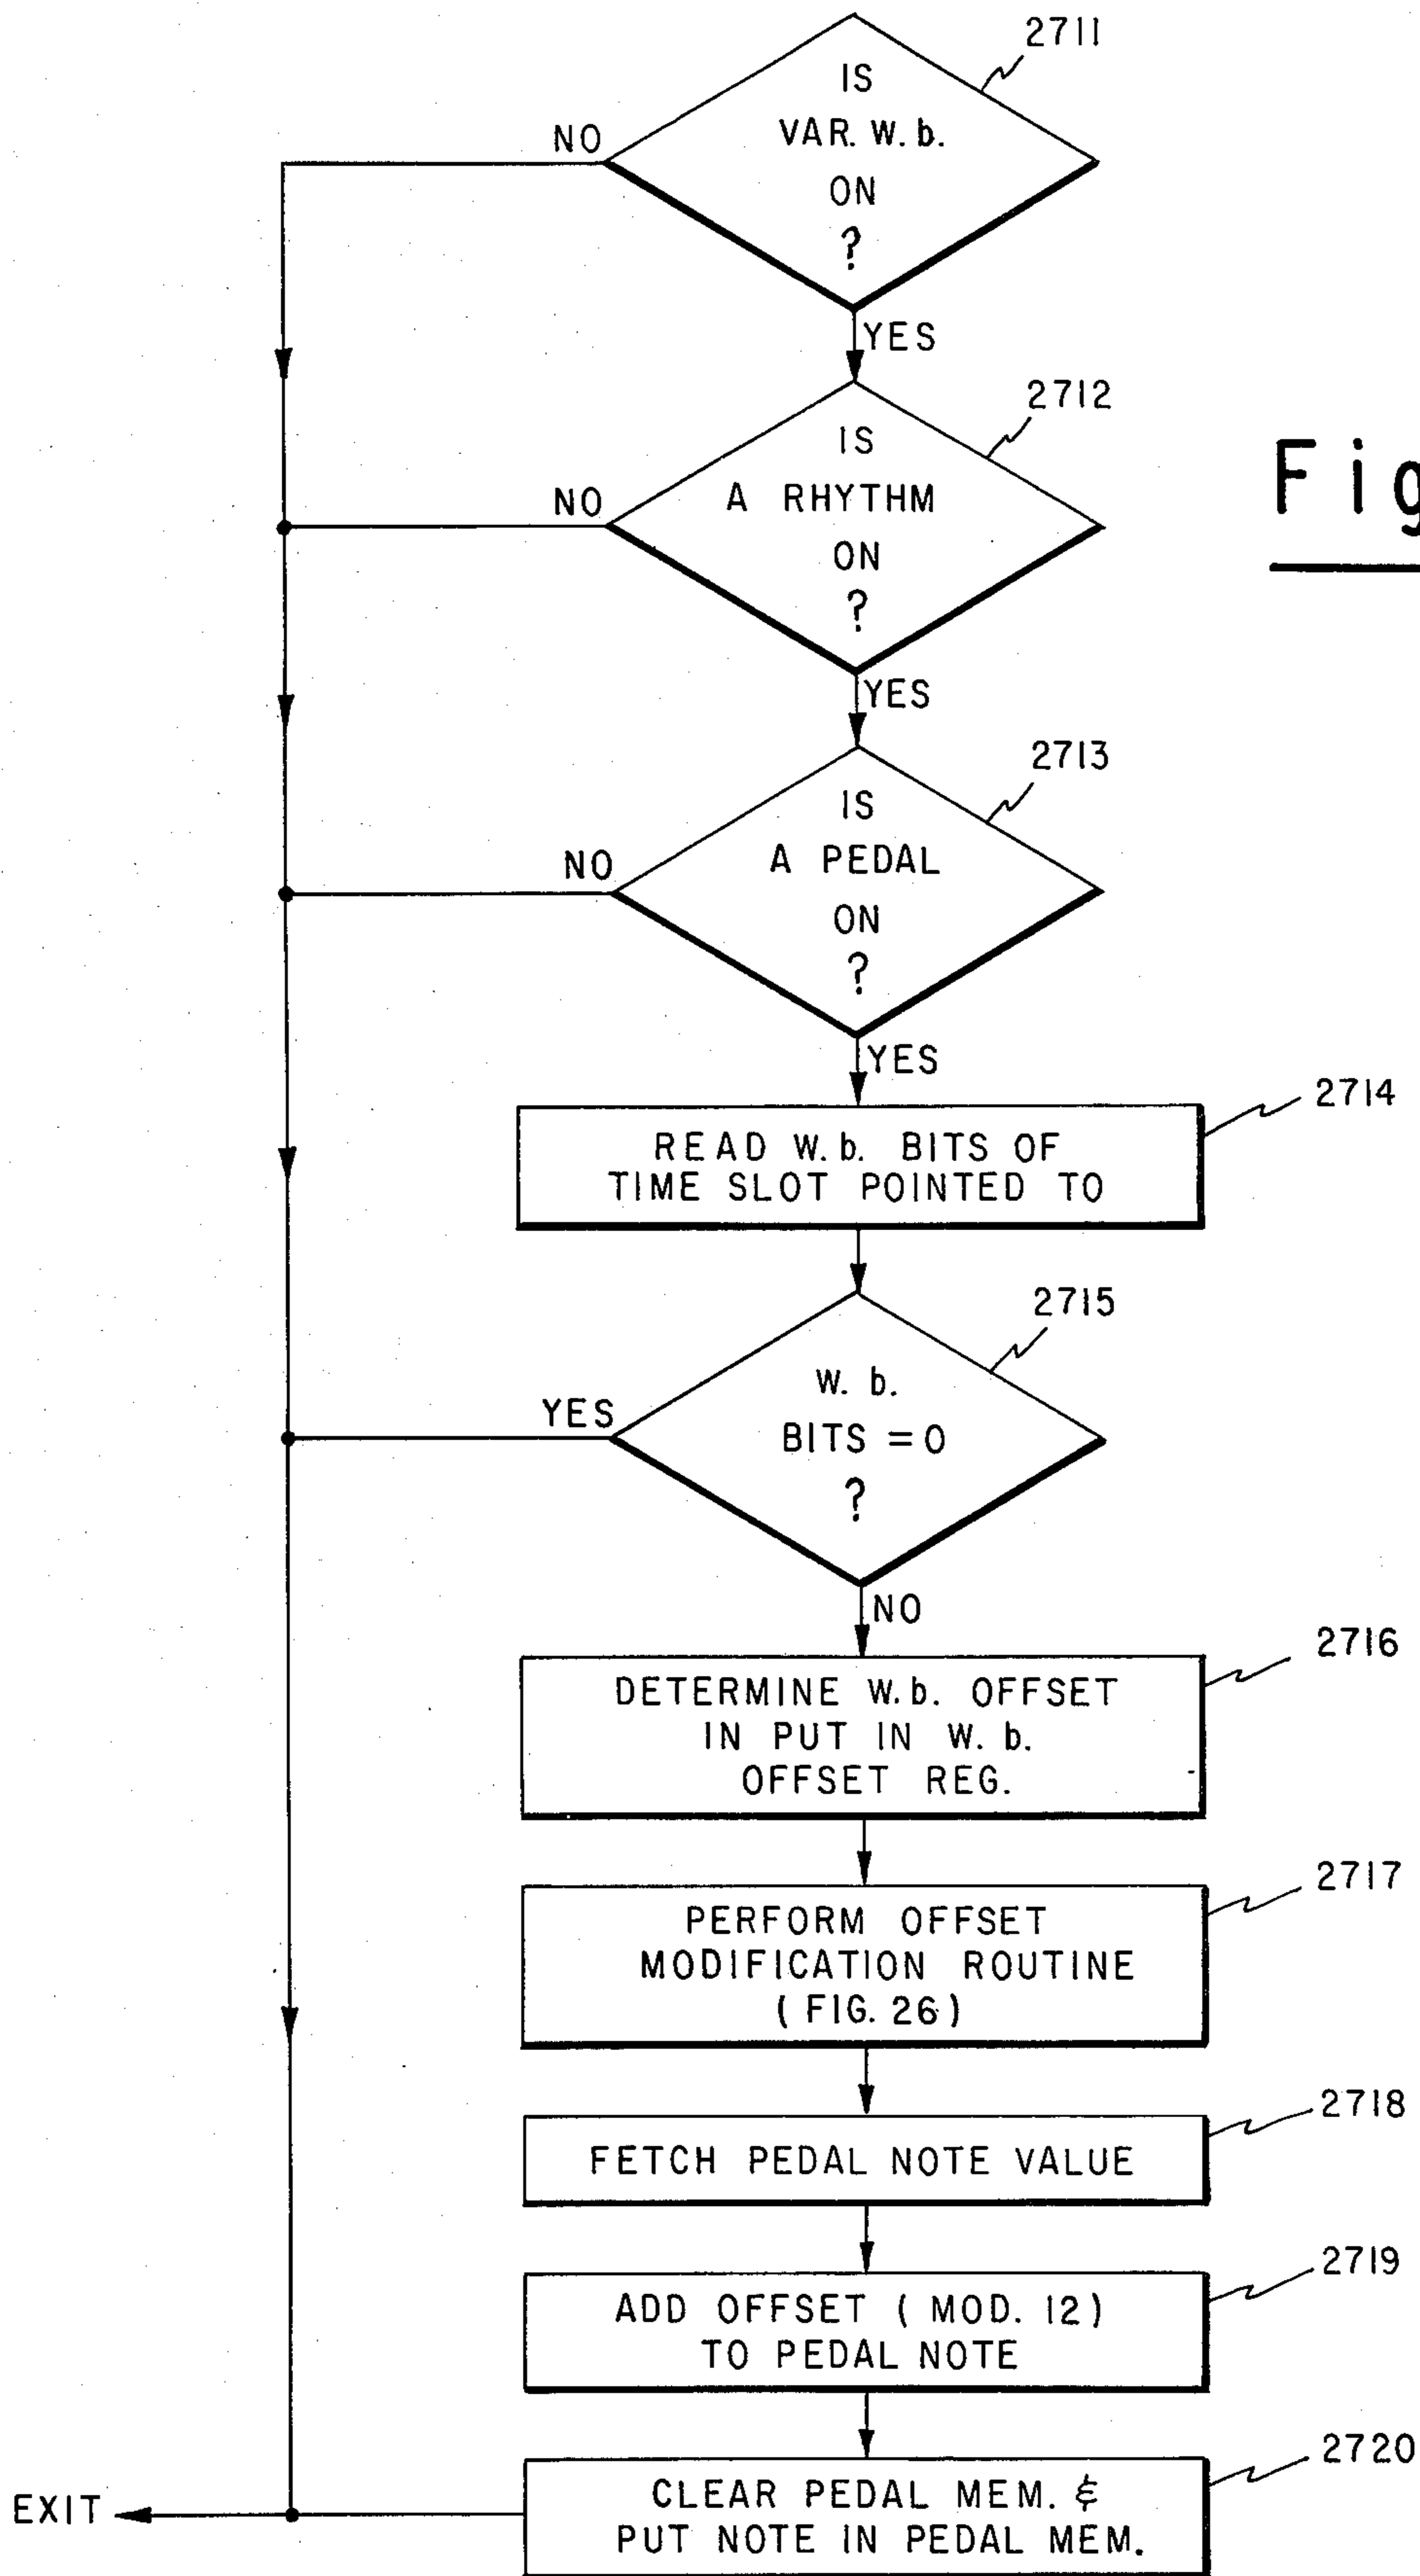 2711
IS
VAR. w. b.
ON
?
NO
YES
2712
IS
A RHYTHM
ON
?
NO
Fig
YES
2713
IS
A PEDAL
ON
?
NO
YES
2714
READ w. b. BITS OF
TIME SLOT POINTED TO
2715
w. b.
BITS = 0
?
YES
NO
2716
DETERMINE w. b. OFFSET
IN PUT IN w. b.
OFFSET REG.
2717
PERFORM OFFSET
MODIFICATION ROUTINE
( FIG. 26 )
2718
FETCH PEDAL NOTE VALUE
2719
ADD OFFSET ( MOD. 12 )
TO PEDAL NOTE
2720
CLEAR PEDAL MEM. &
PUT NOTE IN PEDAL MEM.
EXIT